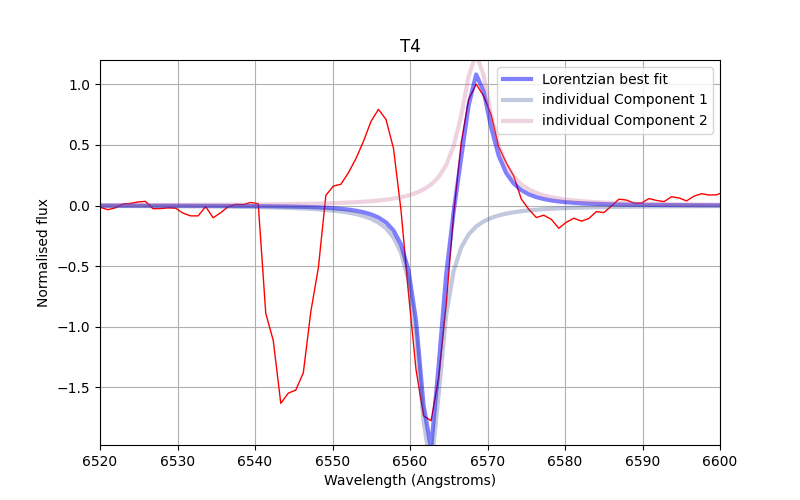 T4
Lorentzian best fit
individual Component 1
individual Component 2
Normalised flux
1.0
0.5
0.0
−0.5
−1.0
−1.5
6520 6530 6540 6550 6560 6570 6580 6590 6600
Wavelength (Angstroms)